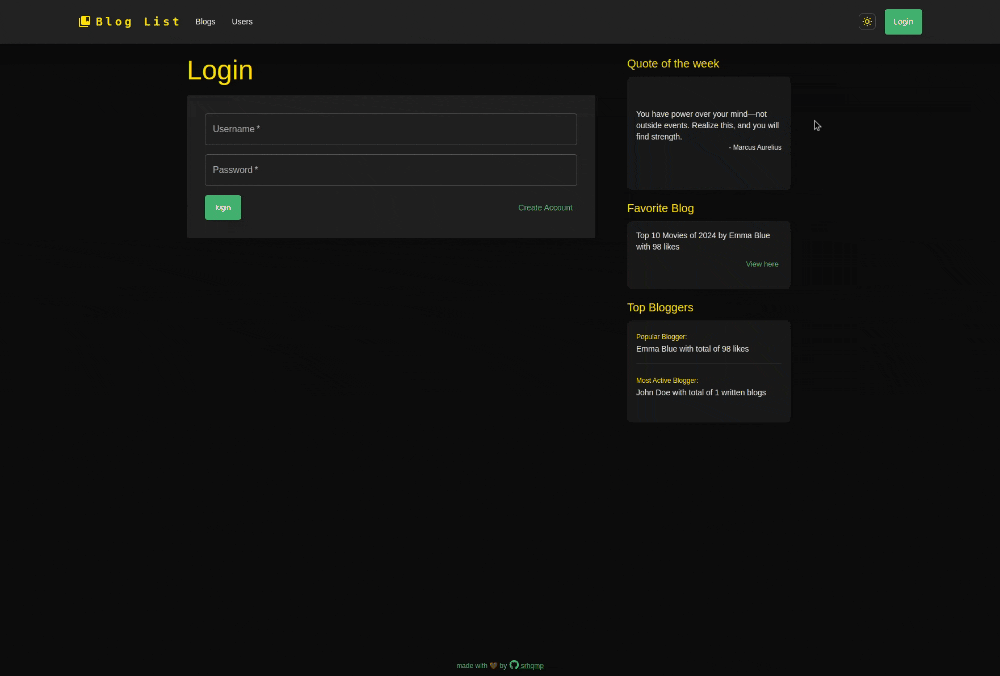 Blog List Blogs Users Login
Login
Username *
Password *
login Create Account
Quote of the week
You have power over your mind—not
outside events. Realize this, and you will
find strength.
- Marcus Aurelius
Favorite Blog
Top 10 Movies of 2024 by Emma Blue
with 98 likes
View here
Top Bloggers
Popular Blogger:
Emma Blue with total of 98 likes
Most Active Blogger:
John Doe with total of 1 written blogs
made with 🤎 by srhqmp